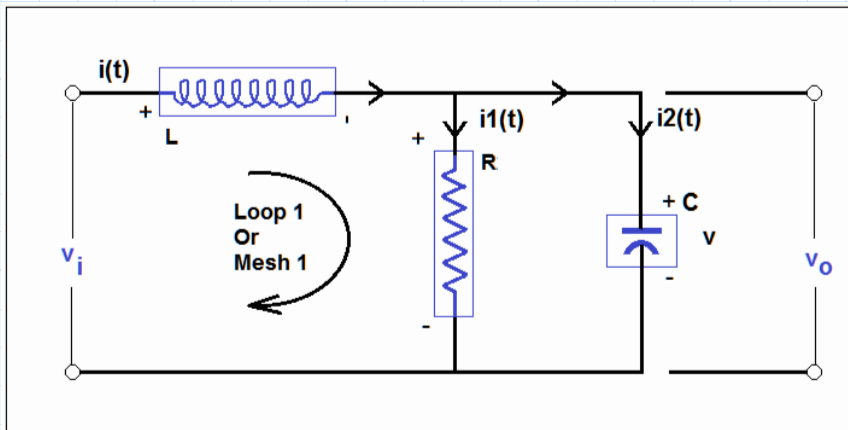 i(t)
+
-
L
+
i1(t)
i2(t)
R
Loop 1
Or
Mesh 1
+ C
v
vi
vo
-
-